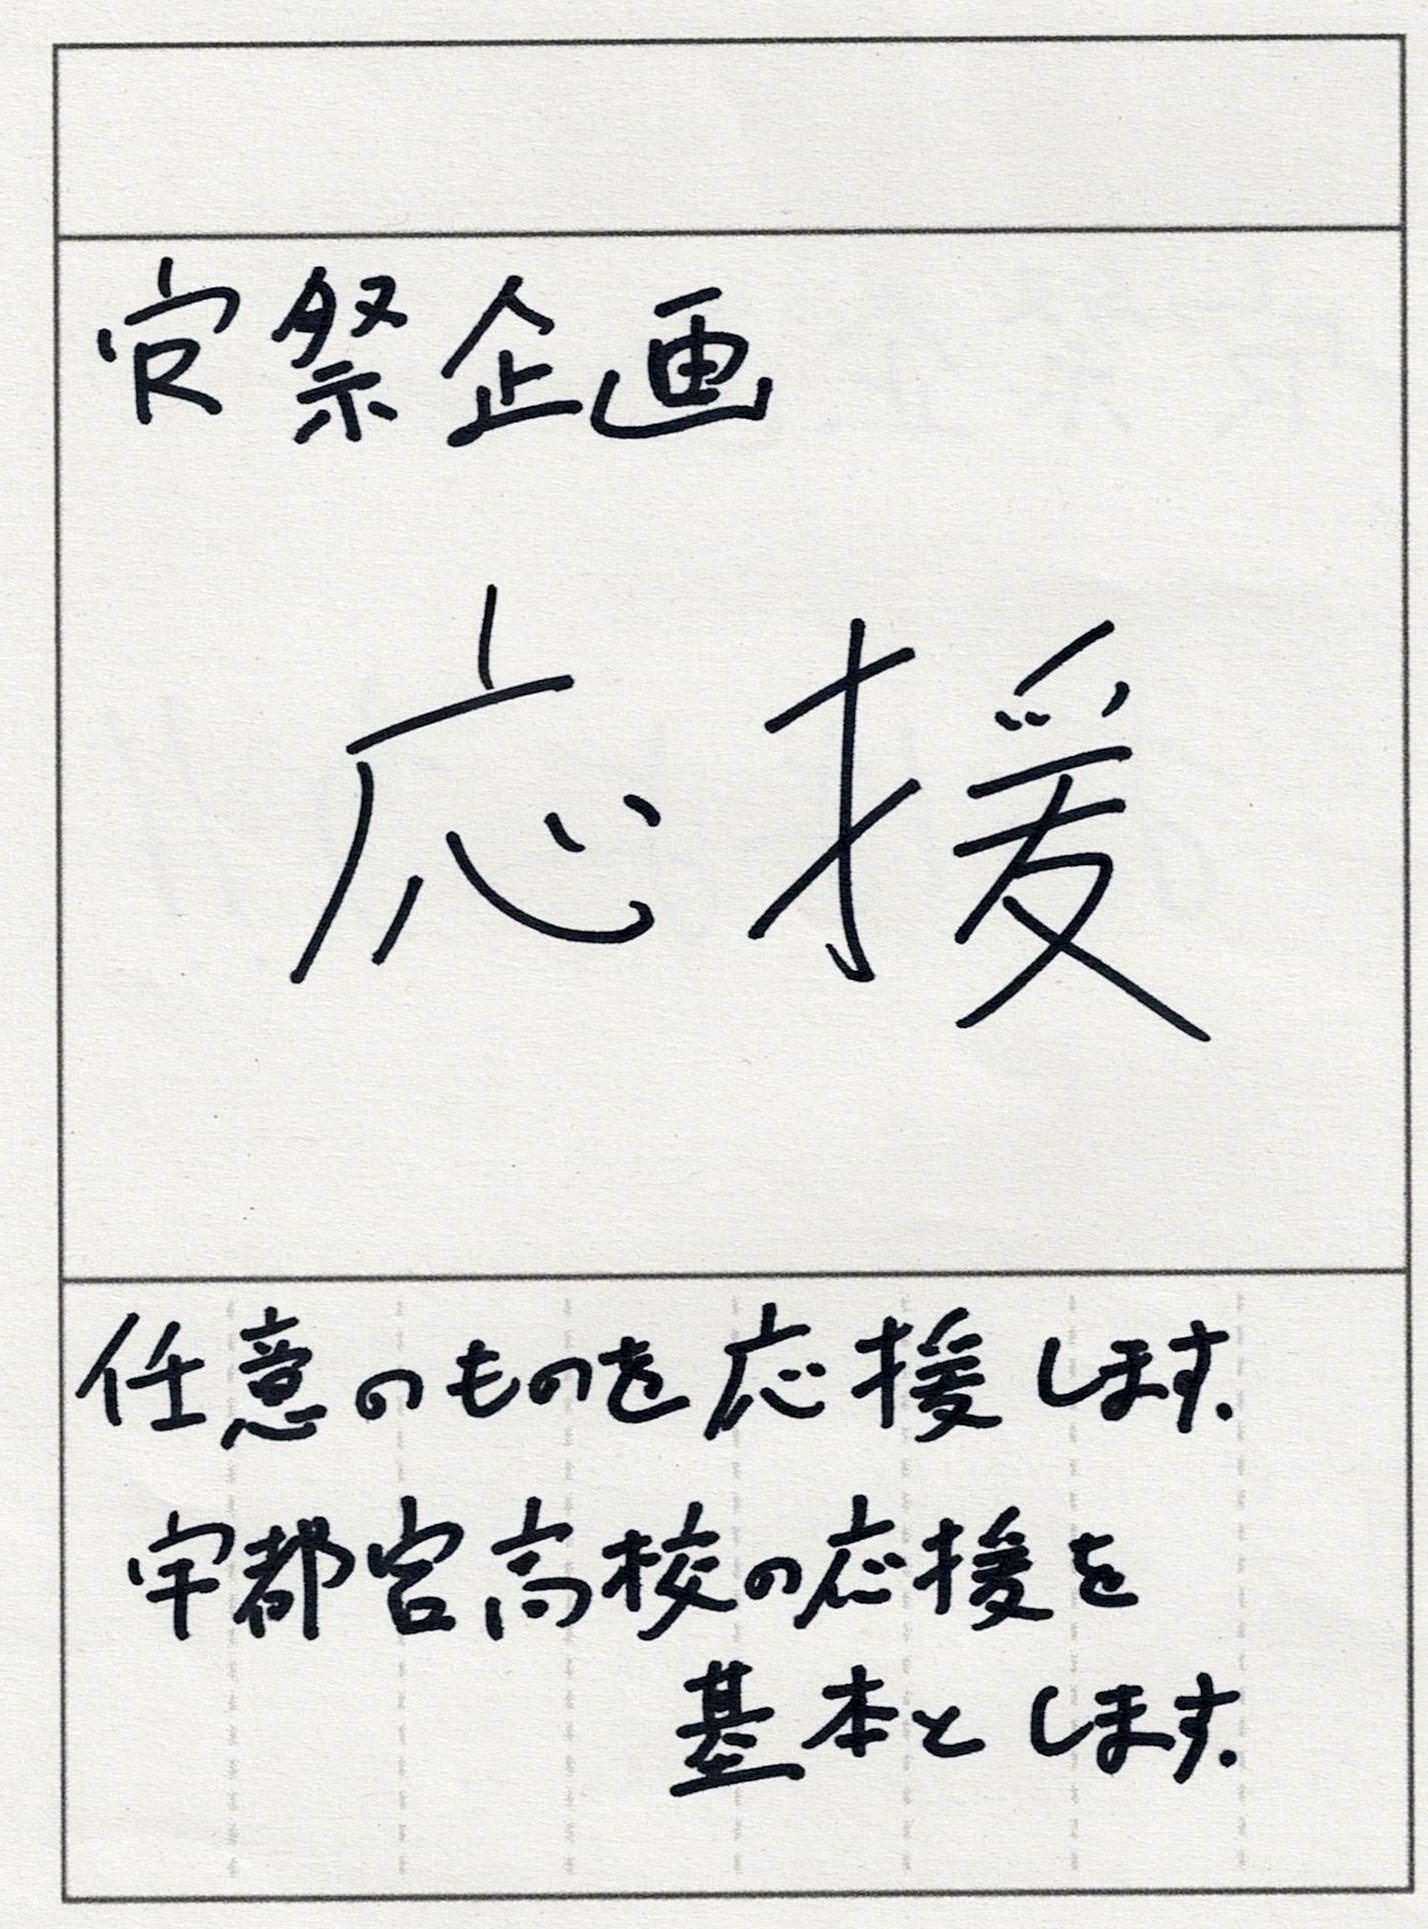 寮祭企画
応援
任意のものを応援します.
宇都宮高校の応援を
基本とします.